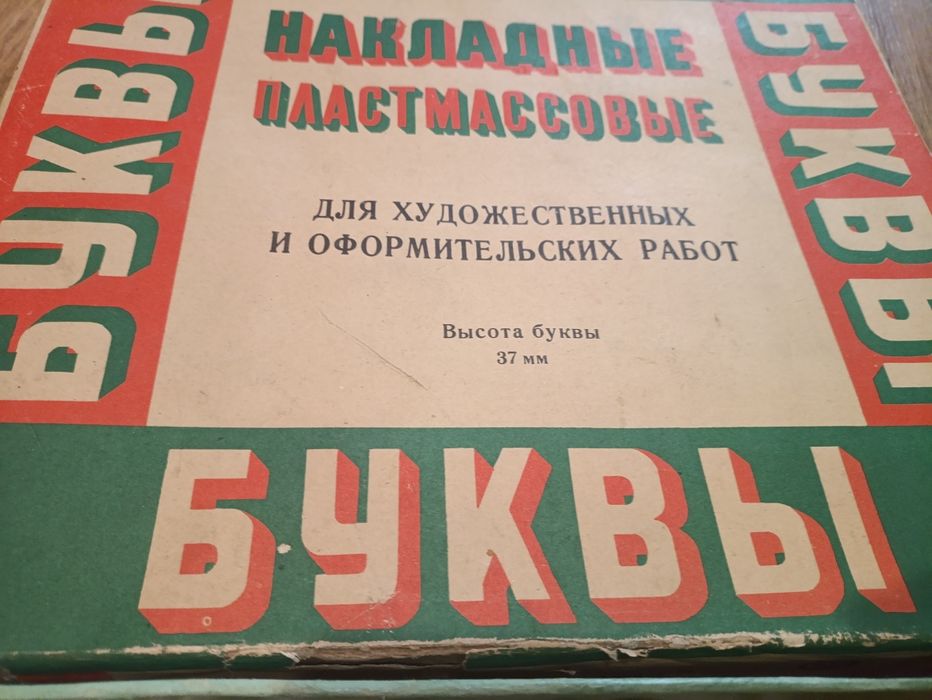 НАКЛАДНЫЕ
ПЛАСТМАССОВЫЕ
ДЛЯ ХУДОЖЕСТВЕННЫХ
И ОФОРМИТЕЛЬСКИХ РАБОТ
Высота буквы
37 мм
БУКВЫ
БУКВЫ
БУКВЫ